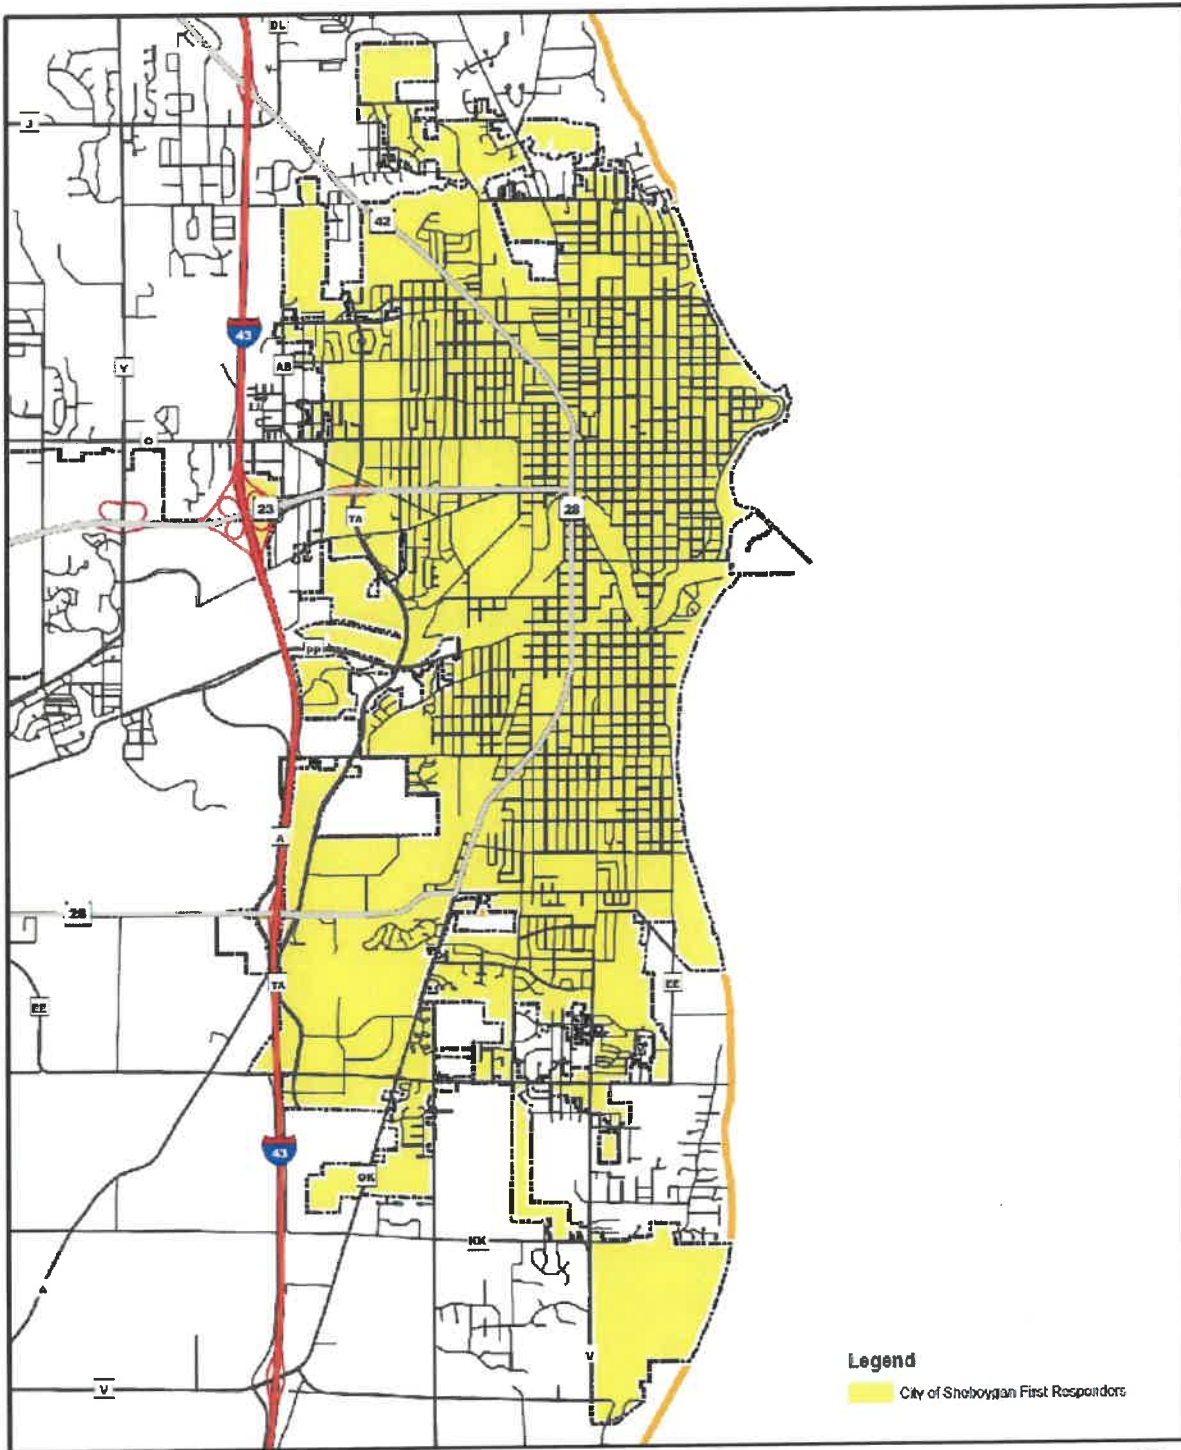 DL
J
42
43
Y
AB
O
23
TA
28
PP
A
28
TA
EE
EE
43
OK
KK
A
V
V
Legend
City of Sheboygan First Responders